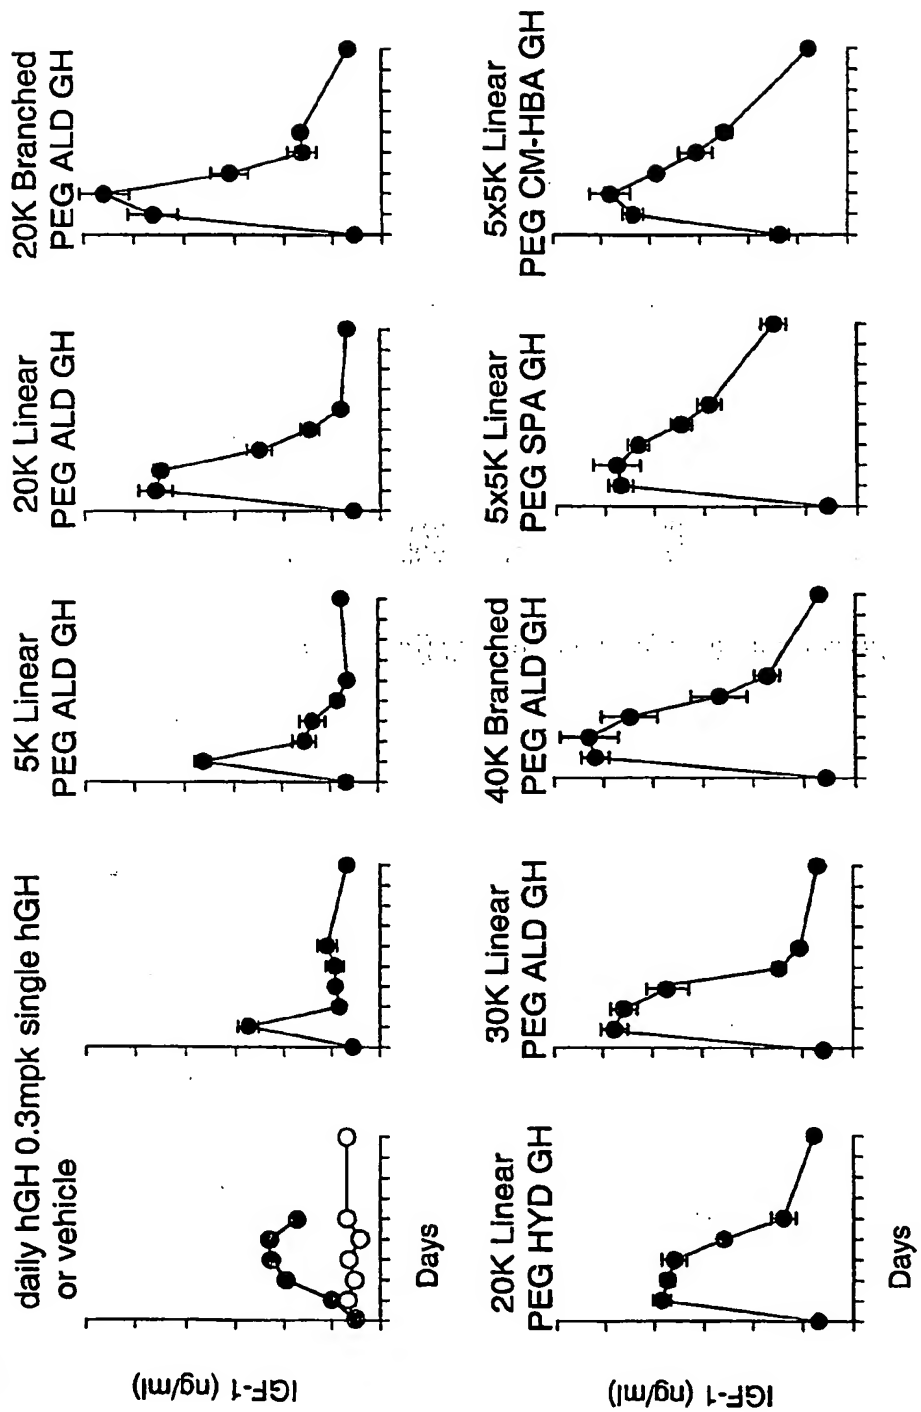 daily hGH 0.3mpk single hGH
or vehicle
5K Linear
PEG ALD GH
20K Linear
PEG ALD GH
20K Branched
PEG ALD GH
IGF-1 (ng/ml)
Days
20K Linear
PEG HYD GH
30K Linear
PEG ALD GH
40K Branched
PEG ALD GH
5x5K Linear
PEG SPA GH
5x5K Linear
PEG CM-HBA GH
IGF-1 (ng/ml)
Days